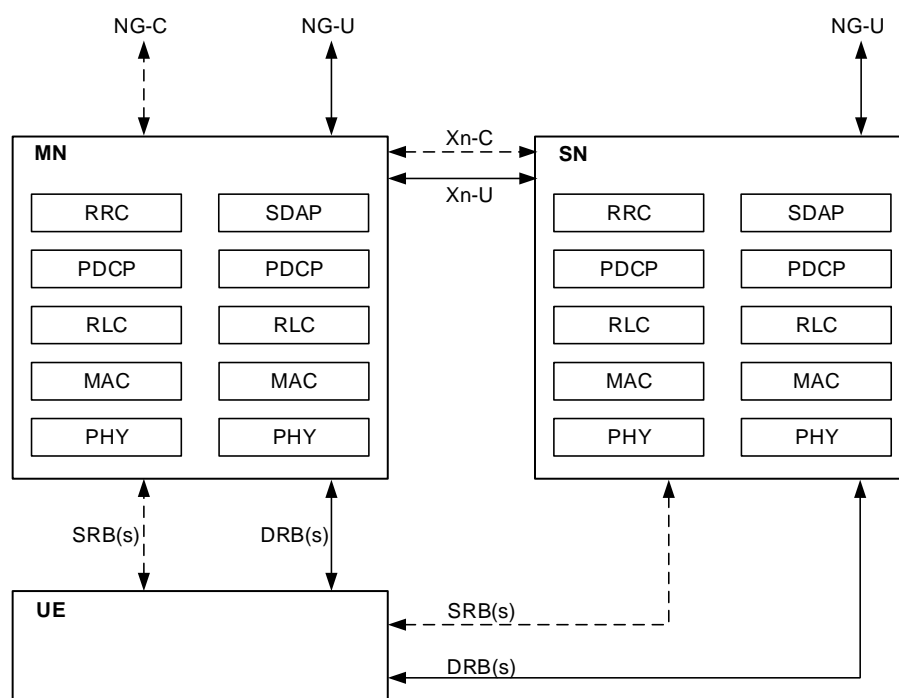 NG-C NG-U NG-U
MN Xn-C SN
Xn-U
RRC SDAP RRC SDAP
PDCP PDCP PDCP PDCP
RLC RLC RLC RLC
MAC MAC MAC MAC
PHY PHY PHY PHY
SRB(s) DRB(s)
UE SRB(s)
DRB(s)